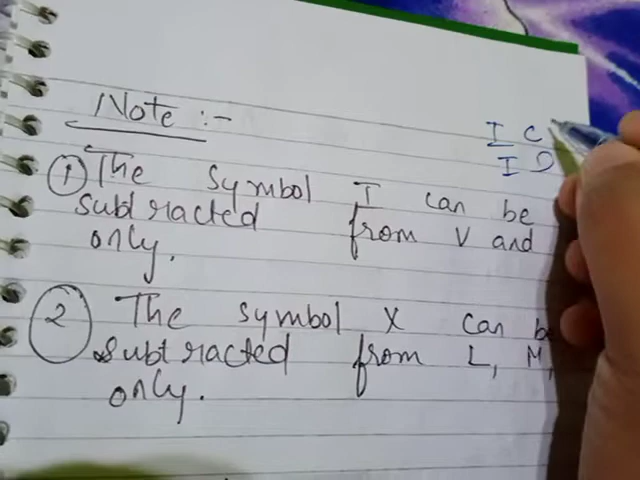 Note :-
I C
I D
① The symbol I can be
subtracted from V and
only.
② The symbol X can be
subtracted from L, M,
only.